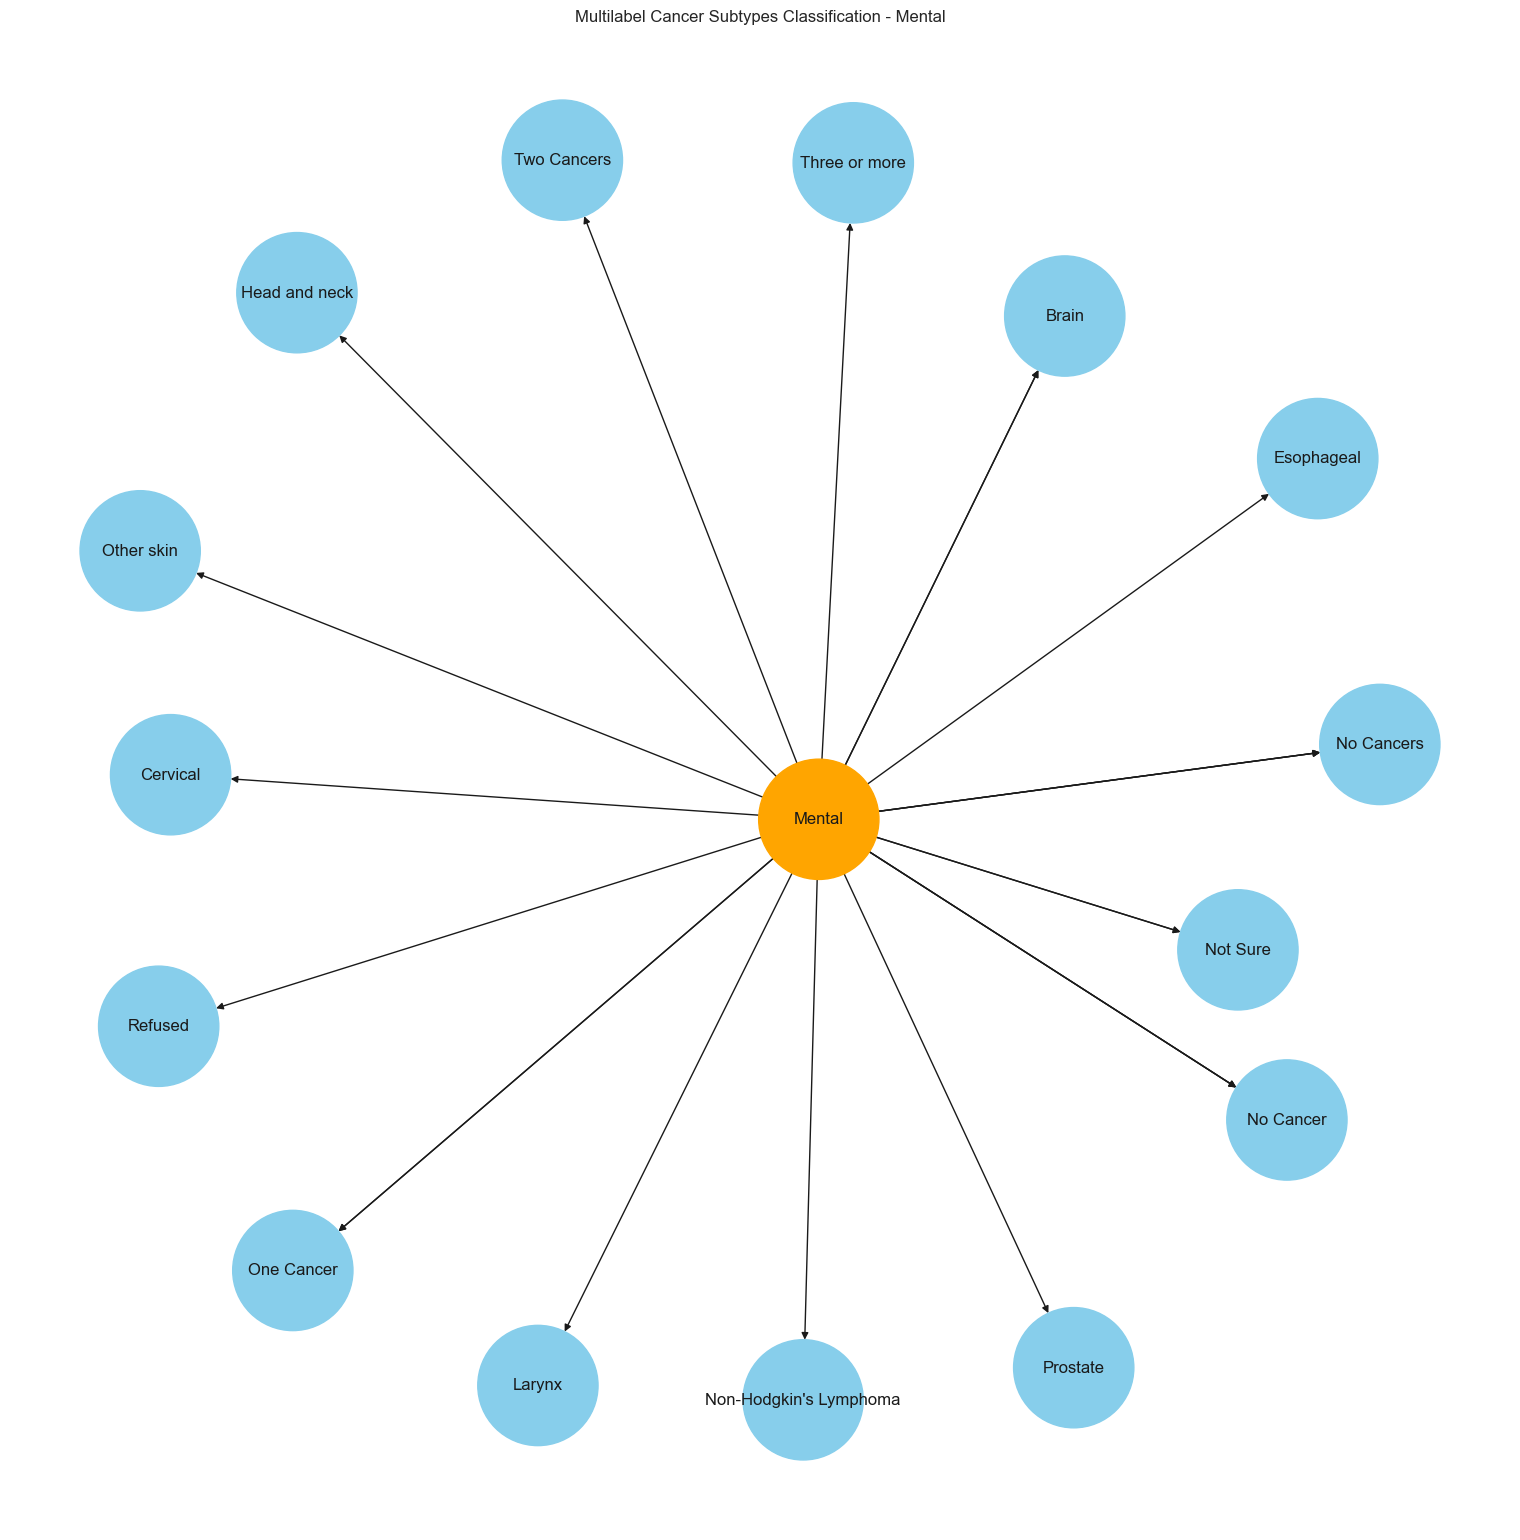 Multilabel Cancer Subtypes Classification - Mental
Two Cancers
Three or more
Head and neck
Brain
Esophageal
Other skin
No Cancers
Cervical
Mental
Not Sure
Refused
No Cancer
One Cancer
Prostate
Larynx
Non-Hodgkin's Lymphoma